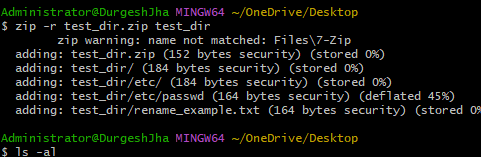 Administrator@DurgeshJha MINGW64 ~/OneDrive/Desktop
$ zip -r test_dir.zip test_dir
zip warning: name not matched: Files\7-Zip
adding: test_dir.zip (152 bytes security) (stored 0%)
adding: test_dir/ (184 bytes security) (stored 0%)
adding: test_dir/etc/ (184 bytes security) (stored 0%)
adding: test_dir/etc/passwd (164 bytes security) (deflated 45%)
adding: test_dir/rename_example.txt (164 bytes security) (stored 0%
Administrator@DurgeshJha MINGW64 ~/OneDrive/Desktop
$ ls -al